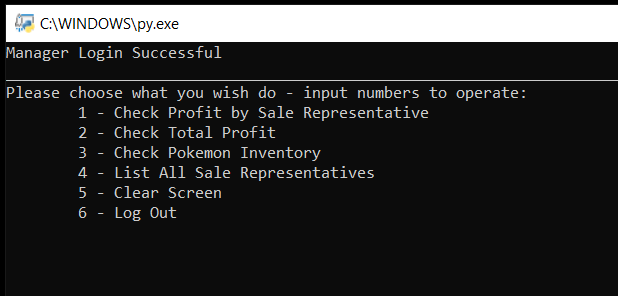 C:\WINDOWS\py.exe
Manager Login Successful
Please choose what you wish do - input numbers to operate:
1 - Check Profit by Sale Representative
2 - Check Total Profit
3 - Check Pokemon Inventory
4 - List All Sale Representatives
5 - Clear Screen
6 - Log Out